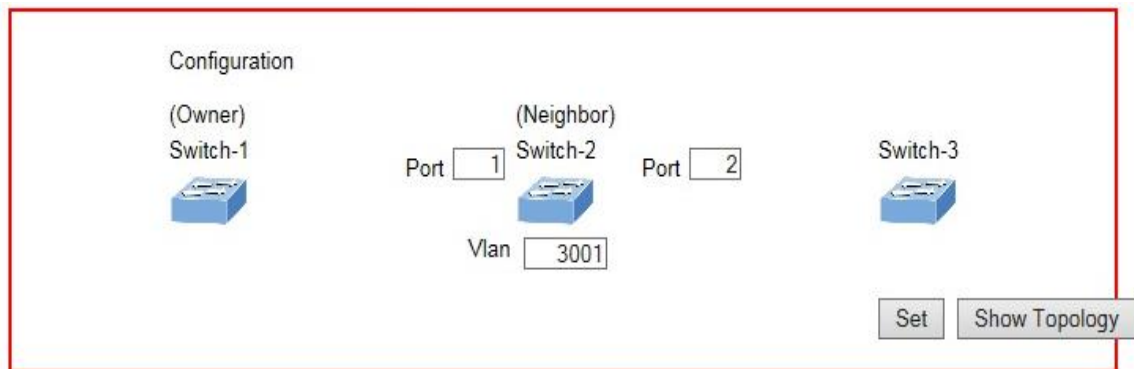 Configuration
(Owner) (Neighbor)
Switch-1 Port 1 Switch-2 Port 2 Switch-3
Vlan 3001
Set Show Topology